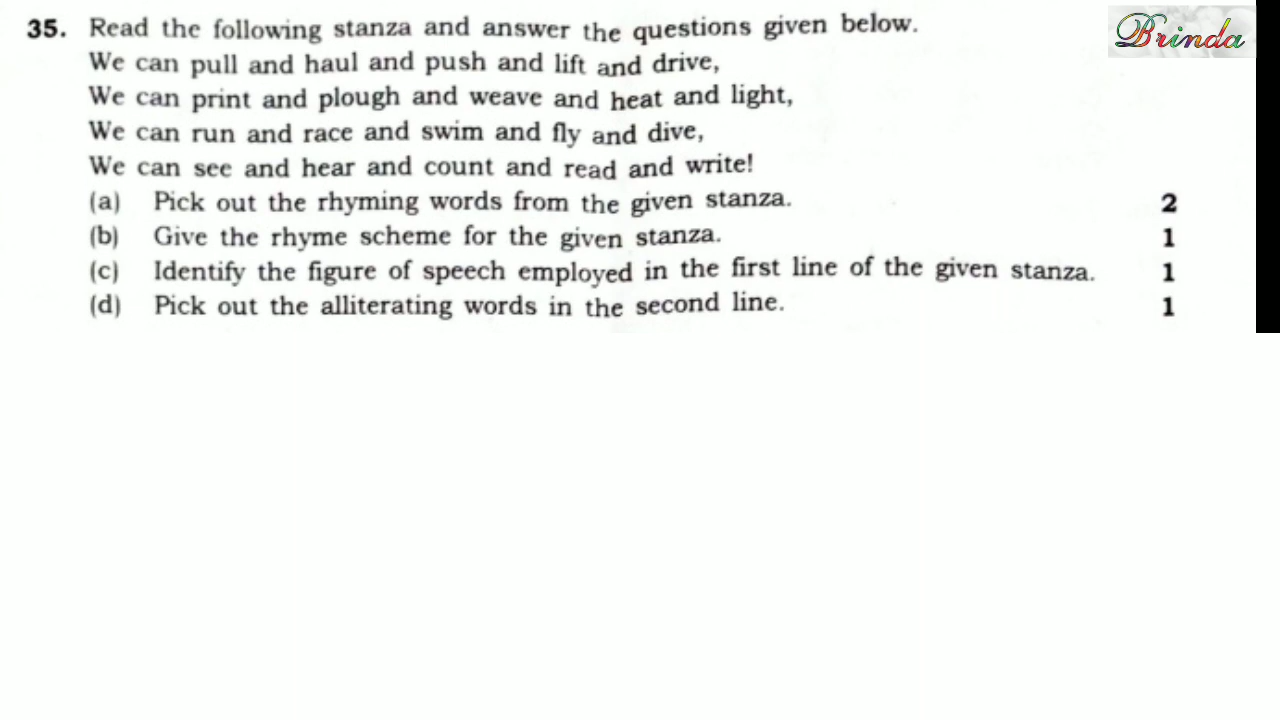 Brinda
35. Read the following stanza and answer the questions given below.
We can pull and haul and push and lift and drive,
We can print and plough and weave and heat and light,
We can run and race and swim and fly and dive,
We can see and hear and count and read and write!
(a) Pick out the rhyming words from the given stanza. 2
(b) Give the rhyme scheme for the given stanza. 1
(c) Identify the figure of speech employed in the first line of the given stanza. 1
(d) Pick out the alliterating words in the second line. 1